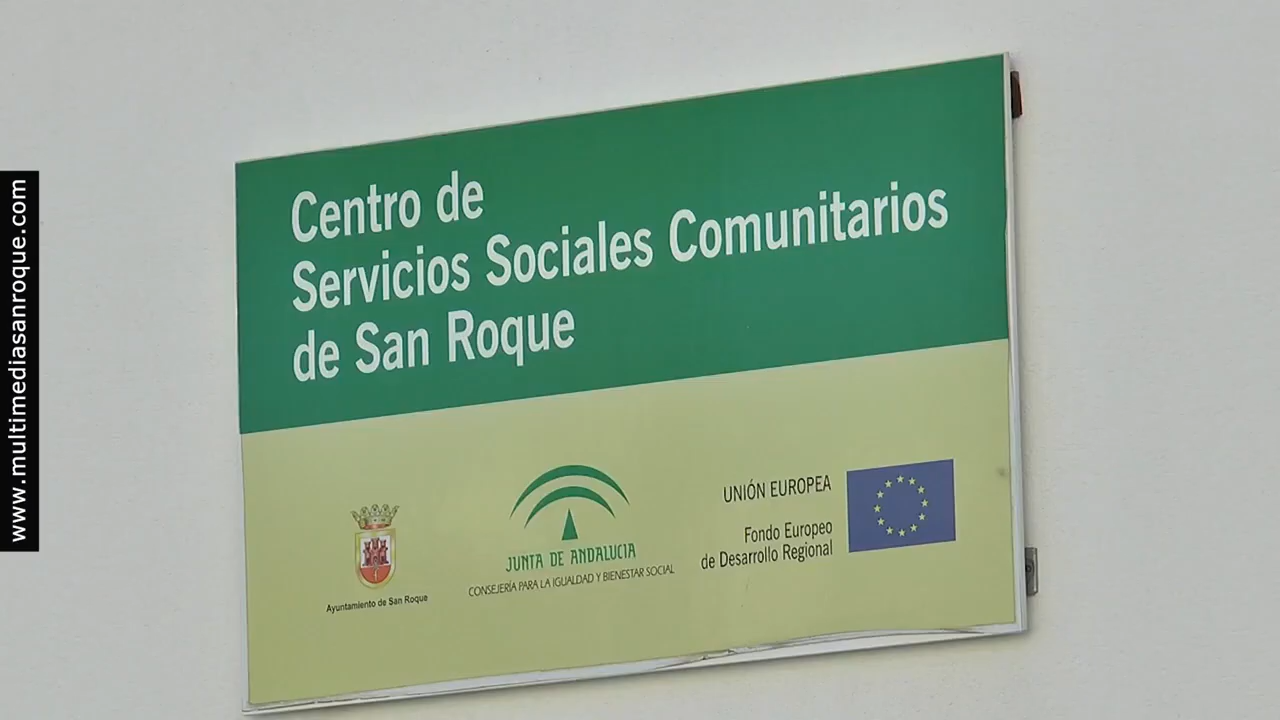 Centro de
Servicios Sociales Comunitarios
de San Roque
Ayuntamiento de San Roque
JUNTA DE ANDALUCIA
CONSEJERÍA PARA LA IGUALDAD Y BIENESTAR SOCIAL
UNIÓN EUROPEA
Fondo Europeo
de Desarrollo Regional
www.multimediasanroque.com